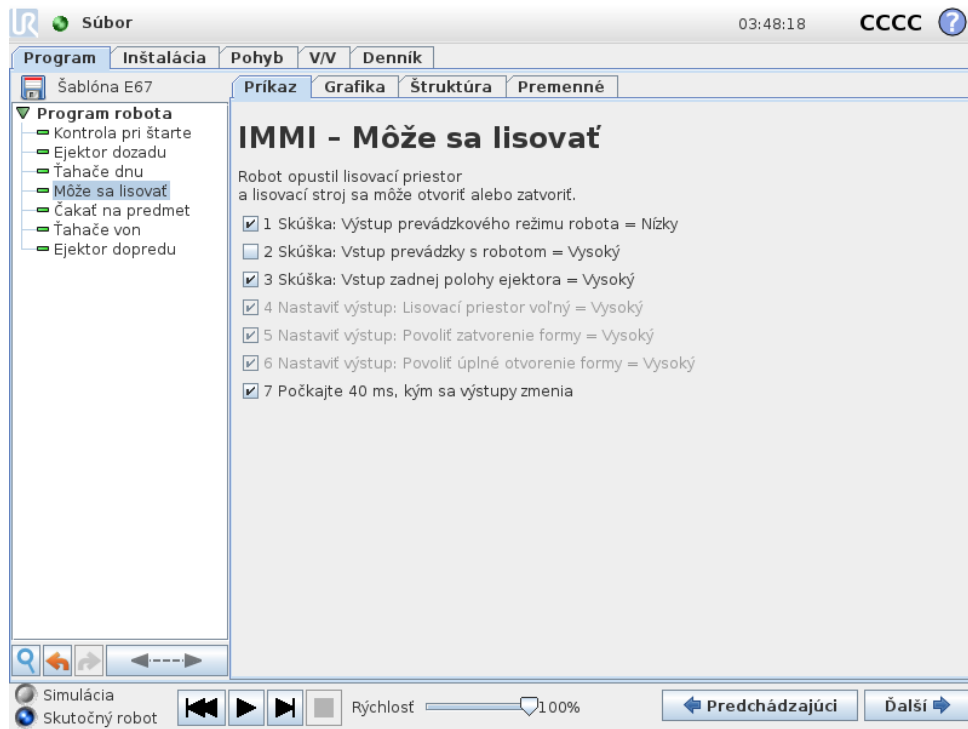 UR Súbor 03:48:18 CCCC ?
Program Inštalácia Pohyb V/V Denník
Šablóna E67 Príkaz Grafika Štruktúra Premenné
Program robota
Kontrola pri štarte
Ejektor dozadu
Ťahače dnu
Môže sa lisovať
Čakať na predmet
Ťahače von
Ejektor dopredu
IMMI – Môže sa lisovať
Robot opustil lisovací priestor
a lisovací stroj sa môže otvoriť alebo zatvoriť.
1 Skúška: Výstup prevádzkového režimu robota = Nízky
2 Skúška: Vstup prevádzky s robotom = Vysoký
3 Skúška: Vstup zadnej polohy ejektora = Vysoký
4 Nastaviť výstup: Lisovací priestor voľný = Vysoký
5 Nastaviť výstup: Povoliť zatvorenie formy = Vysoký
6 Nastaviť výstup: Povoliť úplné otvorenie formy = Vysoký
7 Počkajte 40 ms, kým sa výstupy zmenia
Simulácia
Skutočný robot
Rýchlosť 100% Predchádzajúci Ďalší